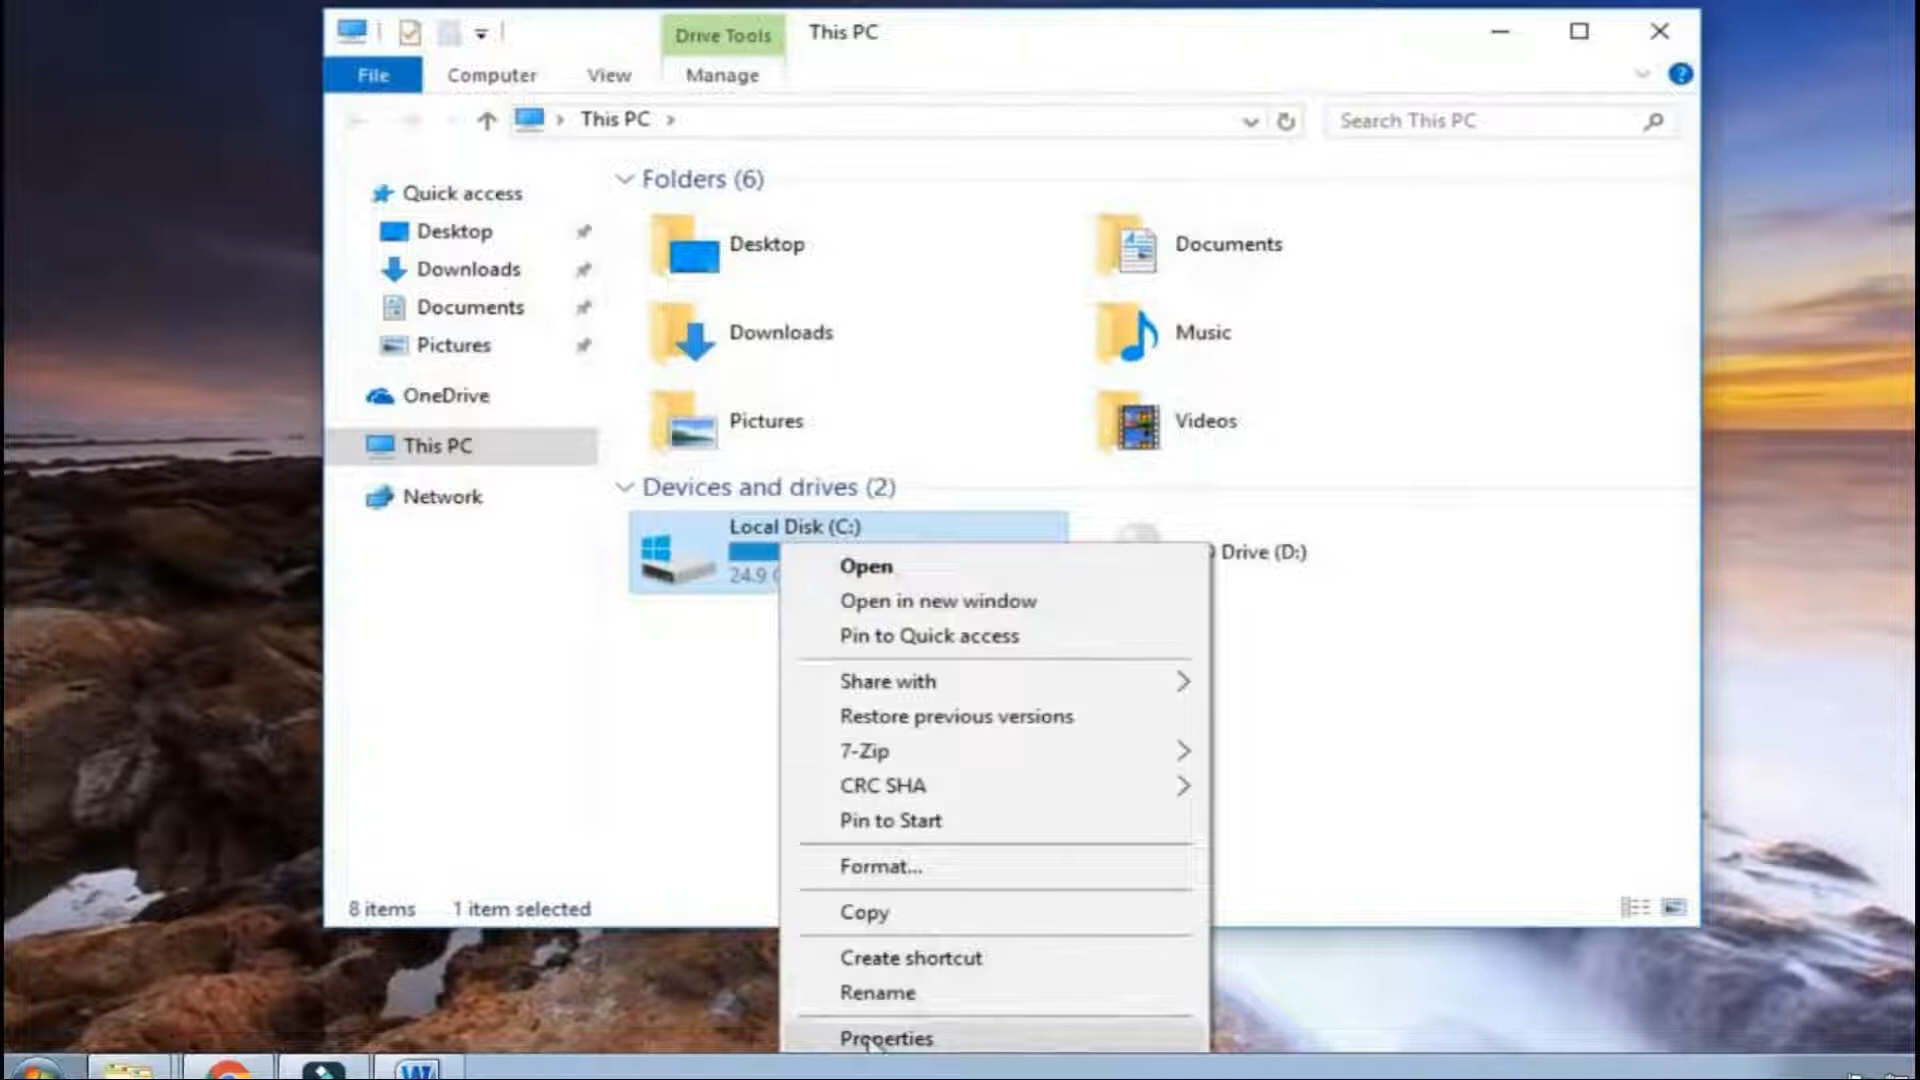 Drive Tools
This PC
File
Computer
View
Manage
This PC
Search This PC
Quick access
Desktop
Downloads
Documents
Pictures
OneDrive
This PC
Network
Folders (6)
Desktop
Documents
Downloads
Music
Pictures
Videos
Devices and drives (2)
Local Disk (C:)
24.9
Drive (D:)
Open
Open in new window
Pin to Quick access
Share with
Restore previous versions
7-Zip
CRC SHA
Pin to Start
Format...
Copy
Create shortcut
Rename
Properties
8 items
1 item selected